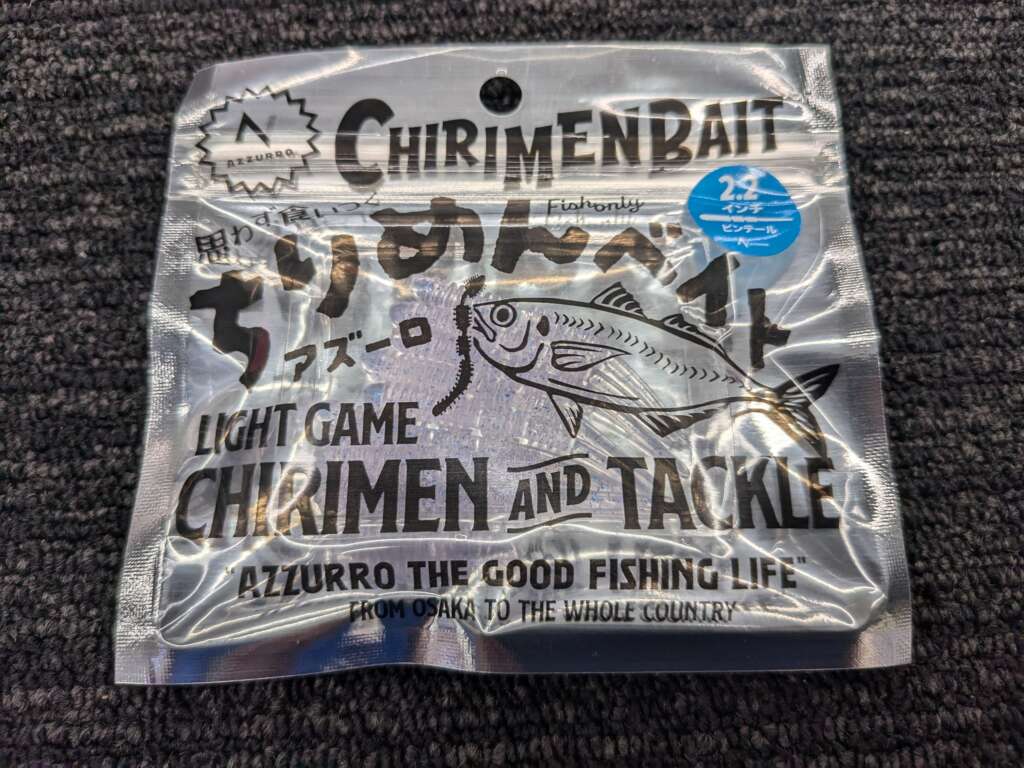 AZZURRO
CHIRIMENBAIT
Fishonly
2.2
インチ
ピンテール
思わず食いつく
ちりめんベイト
アズーロ
LIGHT GAME
CHIRIMEN AND TACKLE
"AZZURRO THE GOOD FISHING LIFE"
FROM OSAKA TO THE WHOLE COUNTRY